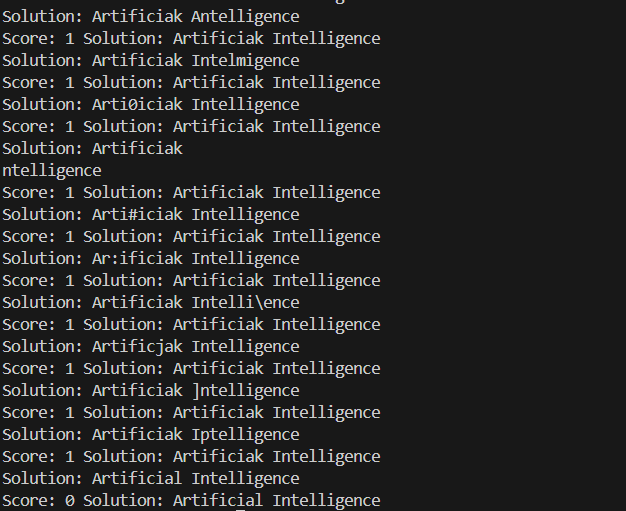 Solution: Artificiak Antelligence
Score: 1 Solution: Artificiak Intelligence
Solution: Artificiak Intelmigence
Score: 1 Solution: Artificiak Intelligence
Solution: Arti0iciak Intelligence
Score: 1 Solution: Artificiak Intelligence
Solution: Artificiak
ntelligence
Score: 1 Solution: Artificiak Intelligence
Solution: Arti#iciak Intelligence
Score: 1 Solution: Artificiak Intelligence
Solution: Ar:ificiak Intelligence
Score: 1 Solution: Artificiak Intelligence
Solution: Artificiak Intelli\ence
Score: 1 Solution: Artificiak Intelligence
Solution: Artificjak Intelligence
Score: 1 Solution: Artificiak Intelligence
Solution: Artificiak ]ntelligence
Score: 1 Solution: Artificiak Intelligence
Solution: Artificiak Iptelligence
Score: 1 Solution: Artificiak Intelligence
Solution: Artificial Intelligence
Score: 0 Solution: Artificial Intelligence